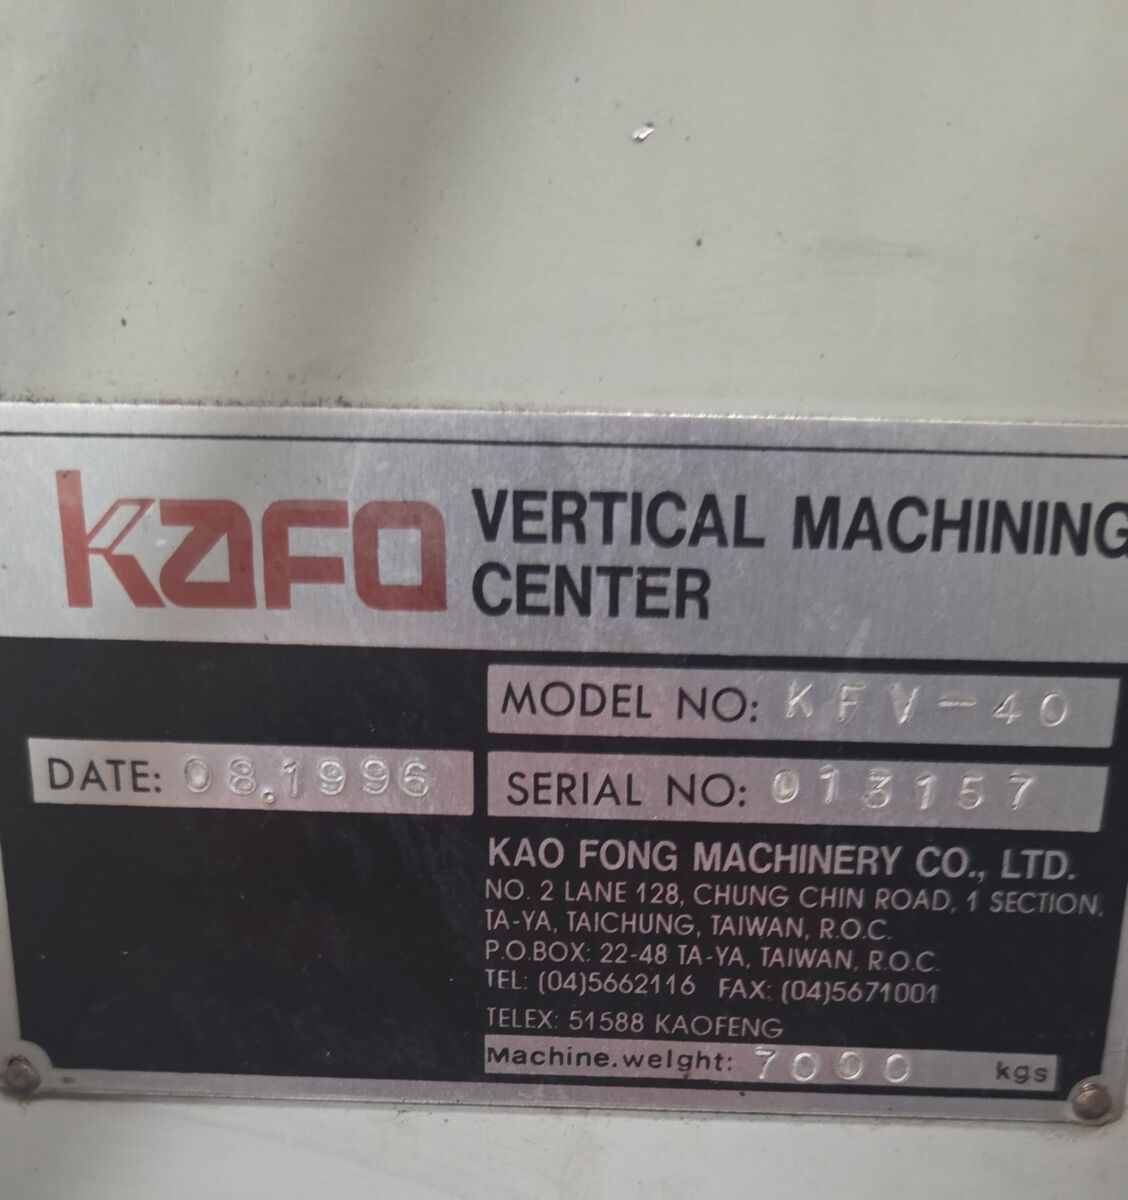 KAFO VERTICAL MACHINING
CENTER
MODEL NO: KFV-40
DATE: 08.1996
SERIAL NO: 013157
KAO FONG MACHINERY CO., LTD.
NO. 2 LANE 128, CHUNG CHIN ROAD, 1 SECTION,
TA-YA, TAICHUNG, TAIWAN, R.O.C.
P.O.BOX: 22-48 TA-YA, TAIWAN, R.O.C.
TEL: (04)5662116 FAX: (04)5671001
TELEX: 51588 KAOFENG
Machine.weight: 7000 kgs